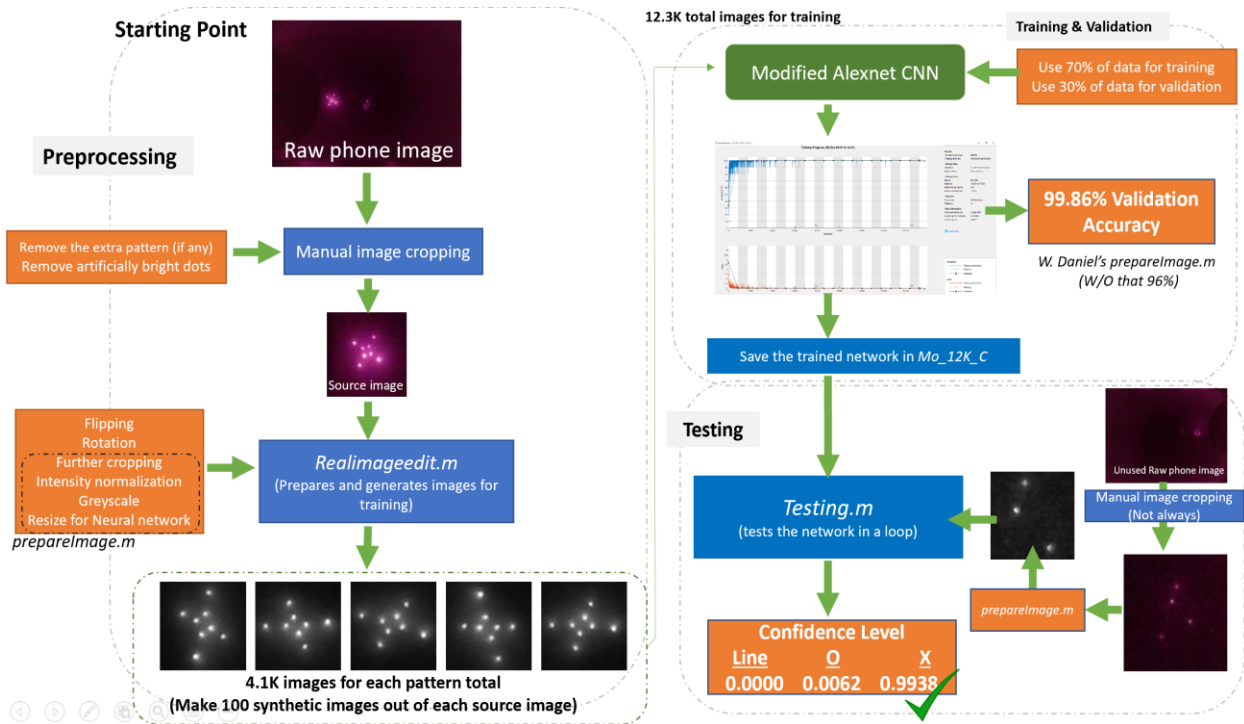 Starting Point
Raw phone image
Preprocessing
Remove the extra pattern (if any)
Remove artificially bright dots
Manual image cropping
Source image
Flipping
Rotation
Further cropping
Intensity normalization
Greyscale
Resize for Neural network
prepareImage.m
Realimageedit.m
(Prepares and generates images for
training)
4.1K images for each pattern total
(Make 100 synthetic images out of each source image)
12.3K total images for training
Training & Validation
Modified Alexnet CNN
Use 70% of data for training
Use 30% of data for validation
99.86% Validation
Accuracy
W. Daniel's prepareImage.m
(W/O that 96%)
Save the trained network in Mo_12K_C
Testing
Testing.m
(tests the network in a loop)
Unused Raw phone image
Manual image cropping
(Not always)
prepareImage.m
Confidence Level
Line O X
0.0000 0.0062 0.9938